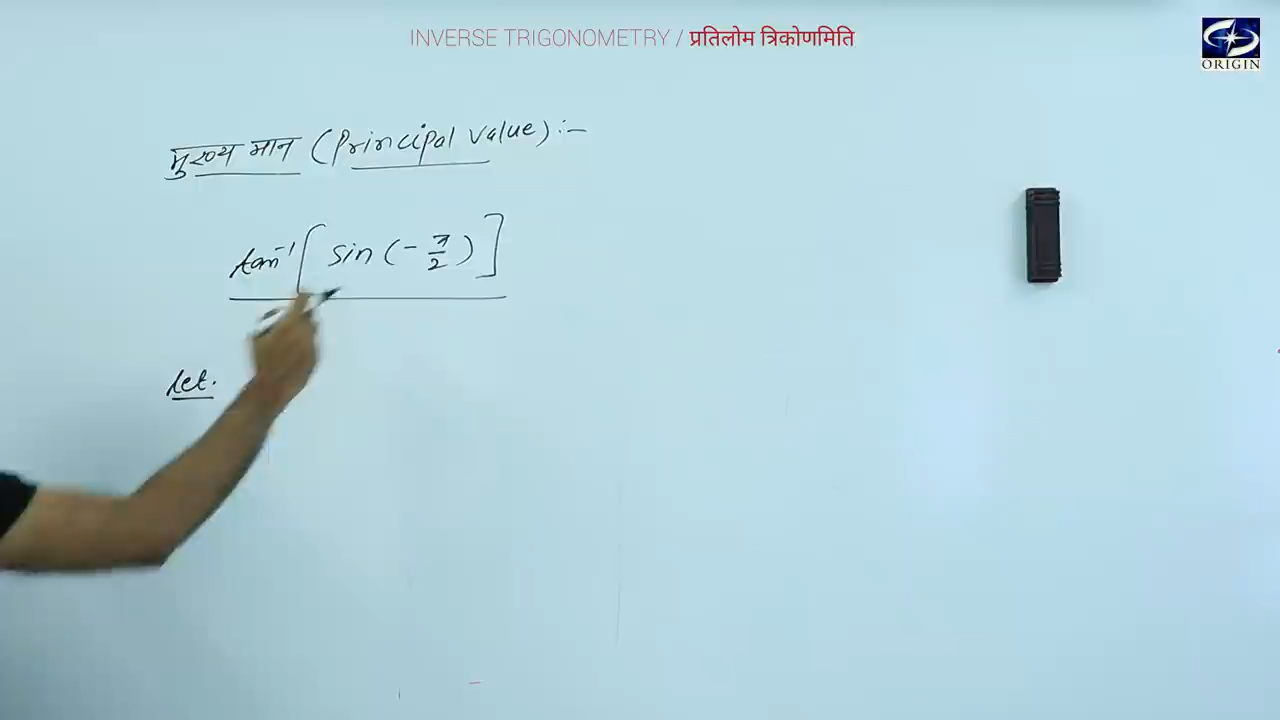 INVERSE TRIGONOMETRY / प्रतिलोम त्रिकोणमिति
ORIGIN
मुख्य मान (Principal Value):-
tan⁻¹[sin(-π/2)]
let.